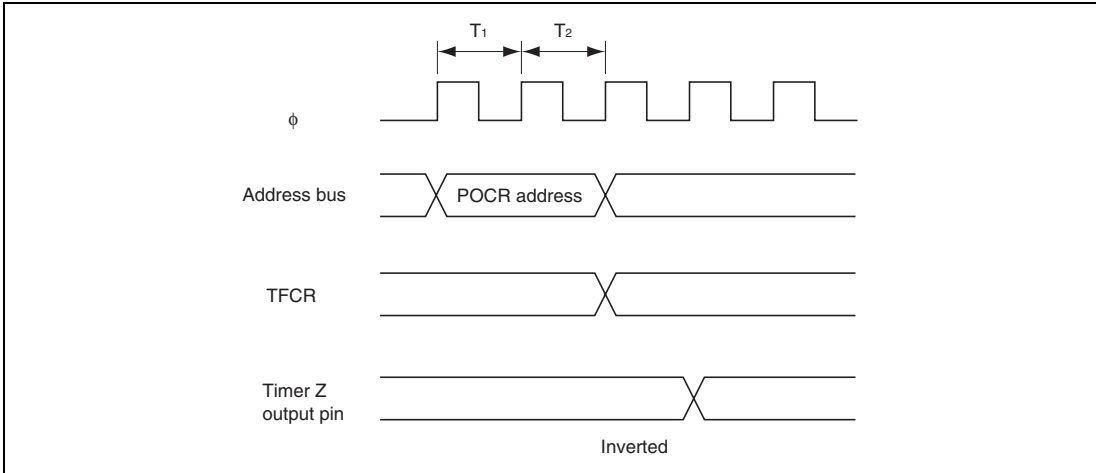 T1 T2
ϕ
Address bus
POCR address
TFCR
Timer Z
output pin
Inverted